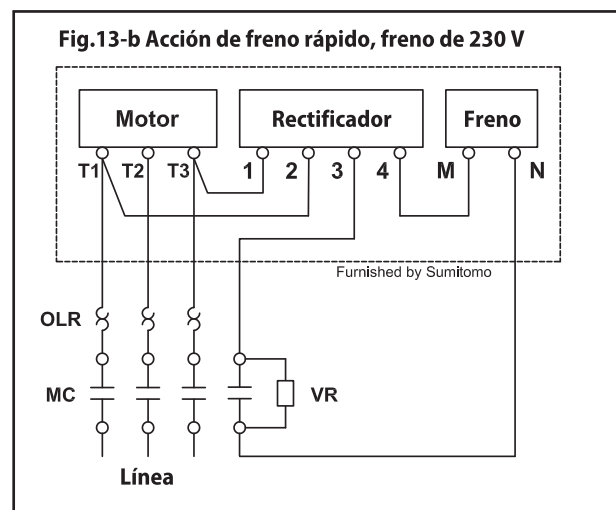 Fig.13-b Acción de freno rápido, freno de 230 V
Motor Rectificador Freno
T1 T2 T3 1 2 3 4 M N
Furnished by Sumitomo
OLR
MC VR
Línea